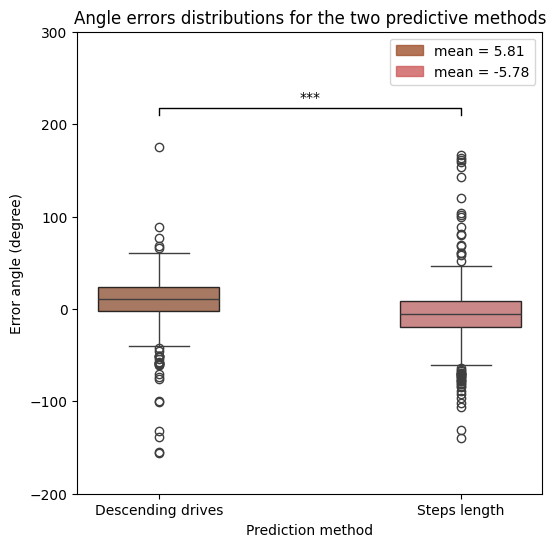 Angle errors distributions for the two predictive methods
mean = 5.81
mean = -5.78
***
300
200
100
0
−100
−200
Error angle (degree)
Descending drives
Steps length
Prediction method